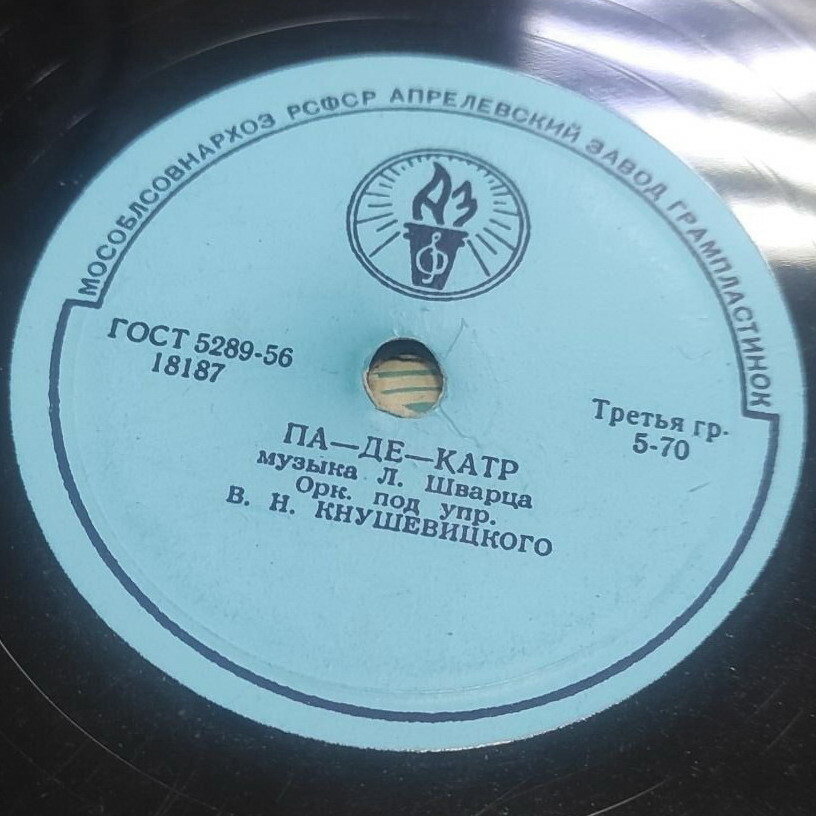 МОСОБЛСОВНАРХОЗ РСФСР АПРЕЛЕВСКИЙ ЗАВОД ГРАМПЛАСТИНОК
АЗ
ГОСТ 5289-56
18187
Третья гр.
5-70
ПА—ДЕ—КАТР
музыка Л. Шварца
Орк. под упр.
В. Н. КНУШЕВИЦКОГО